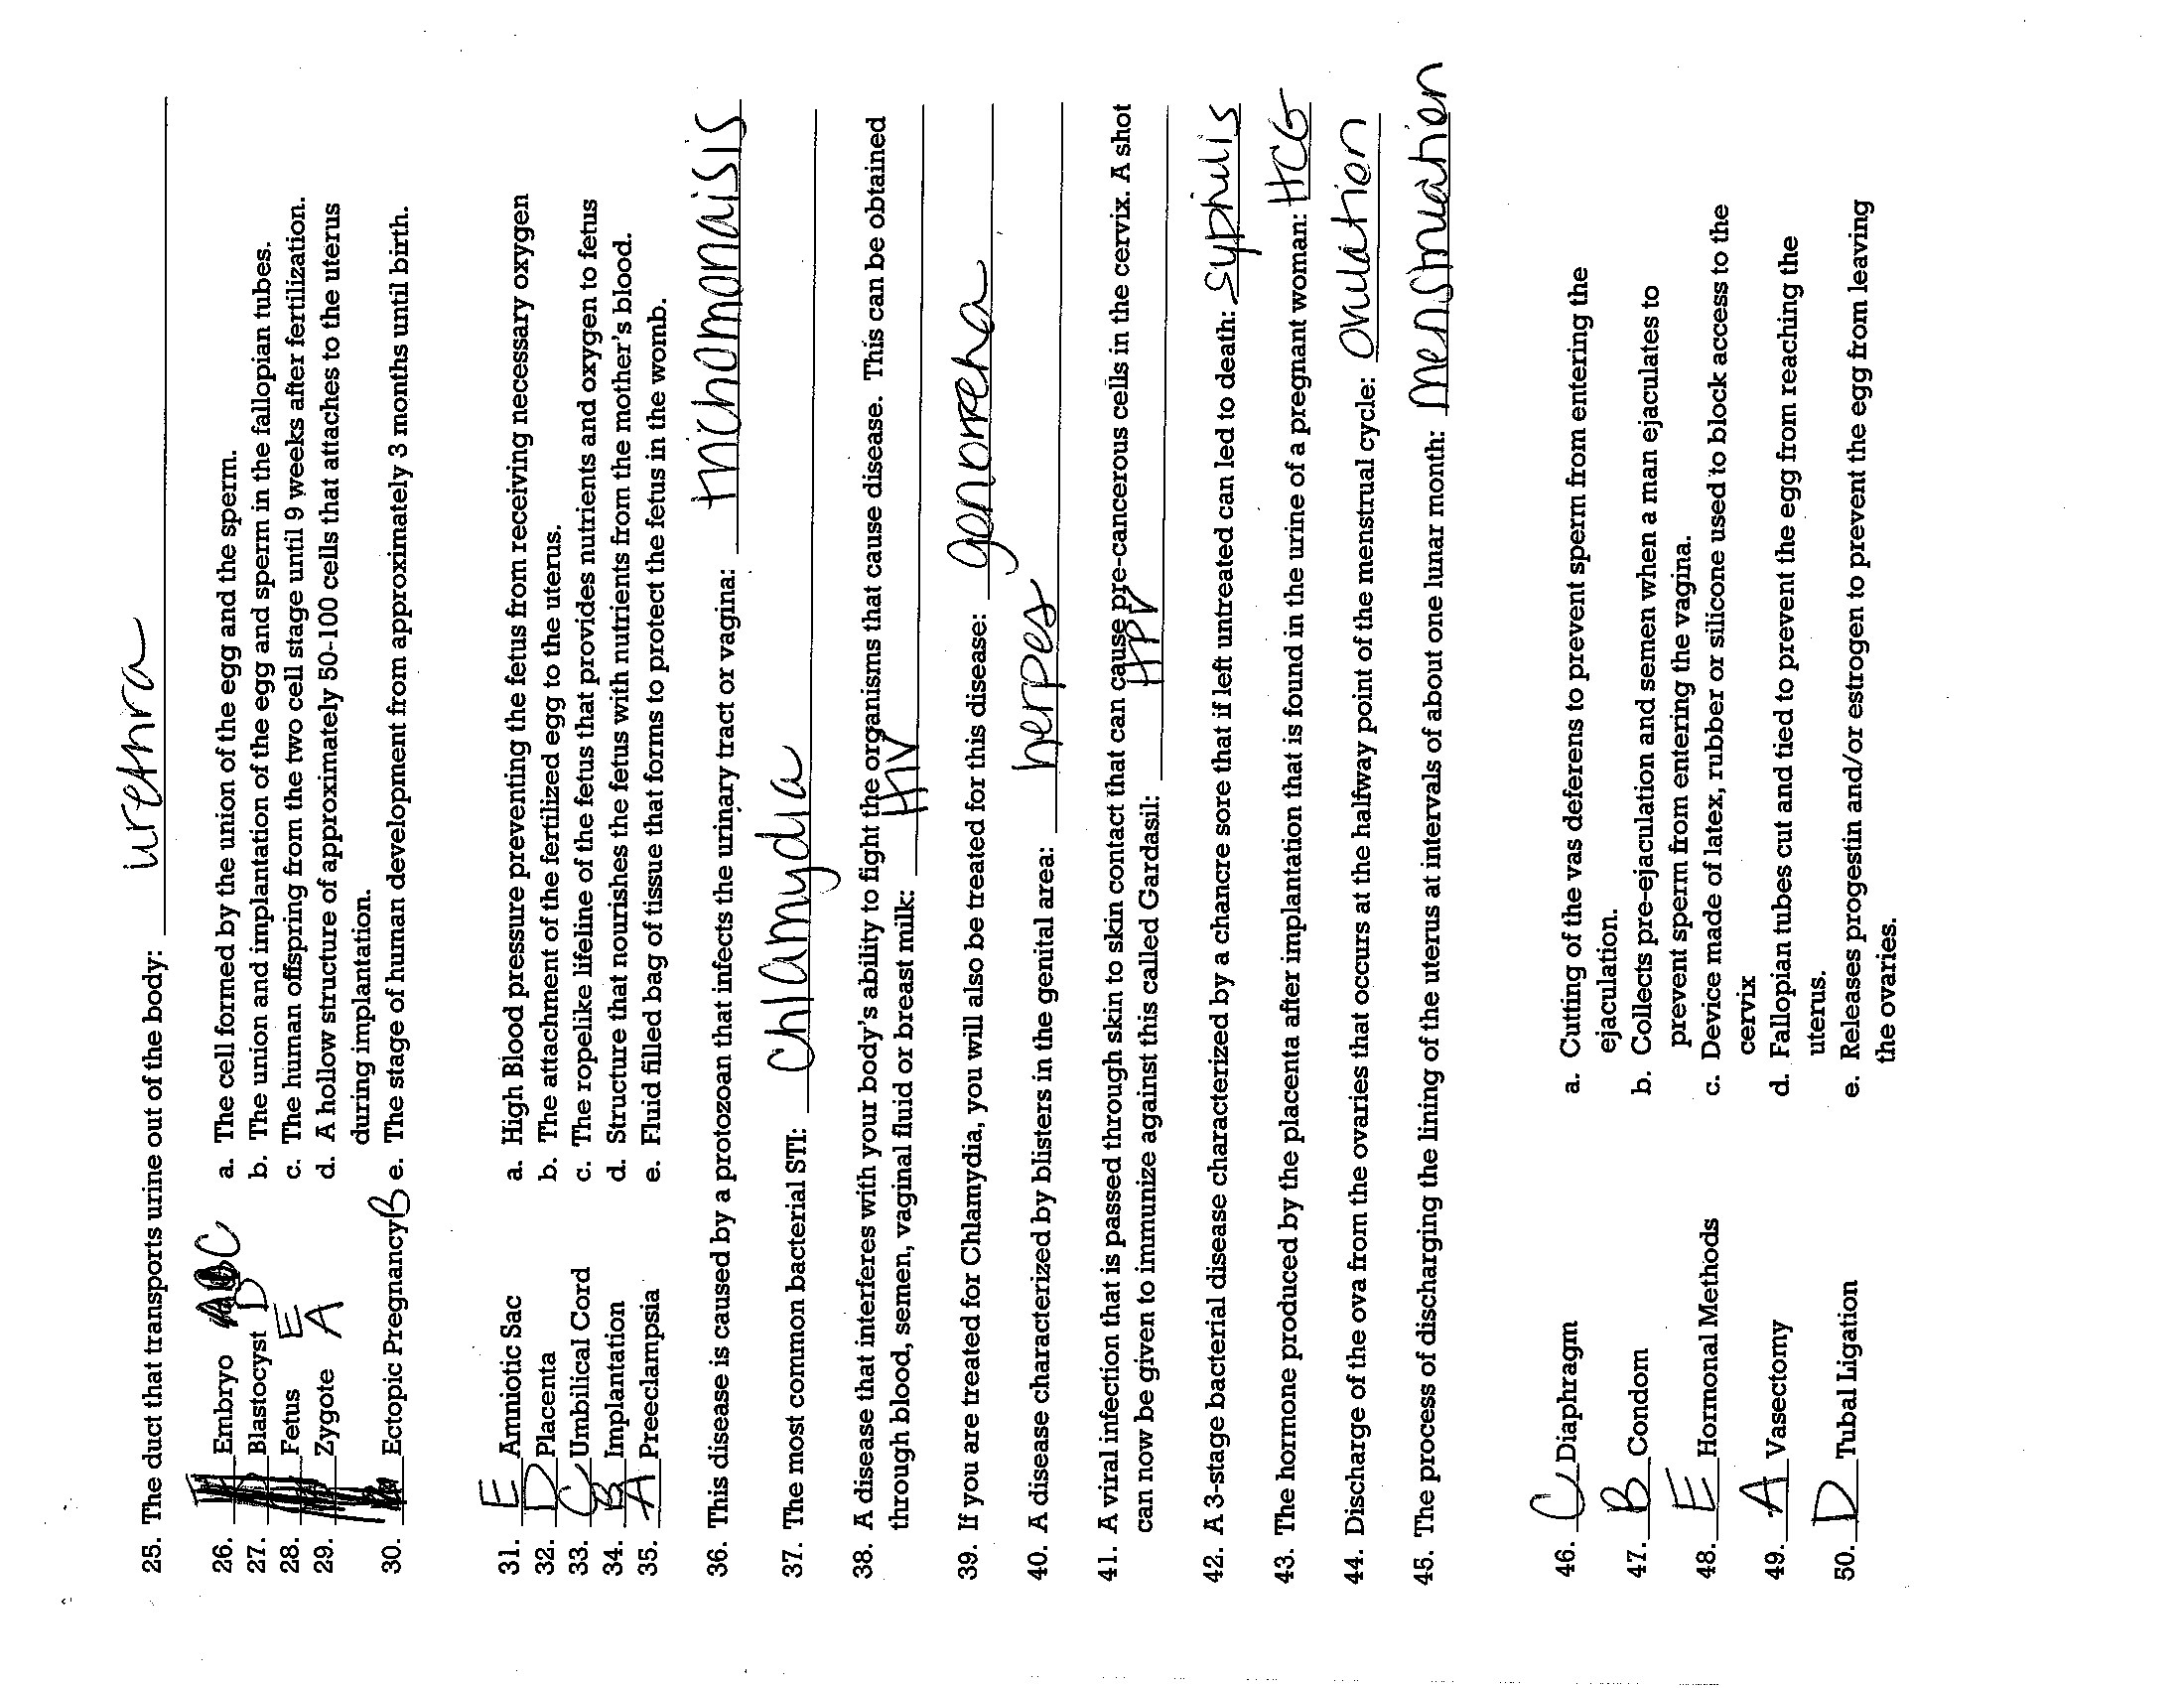 25. The duct that transports urine out of the body: urethra
26. Embryo C
27. Blastocyst D
28. Fetus E
29. Zygote A
30. Ectopic Pregnancy B
a. The cell formed by the union of the egg and the sperm.
b. The union and implantation of the egg and sperm in the fallopian tubes.
c. The human offspring from the two cell stage until 9 weeks after fertilization.
d. A hollow structure of approximately 50-100 cells that attaches to the uterus
during implantation.
e. The stage of human development from approximately 3 months until birth.
31. E Amniotic Sac
32. D Placenta
33. C Umbilical Cord
34. B Implantation
35. A Preeclampsia
a. High Blood pressure preventing the fetus from receiving necessary oxygen
b. The attachment of the fertilized egg to the uterus.
c. The ropelike lifeline of the fetus that provides nutrients and oxygen to fetus
d. Structure that nourishes the fetus with nutrients from the mother's blood.
e. Fluid filled bag of tissue that forms to protect the fetus in the womb.
36. This disease is caused by a protozoan that infects the urinary tract or vagina: trichomonaisis
37. The most common bacterial STI: Chlamydia
38. A disease that interferes with your body's ability to fight the organisms that cause disease. This can be obtained
through blood, semen, vaginal fluid or breast milk: HIV
39. If you are treated for Chlamydia, you will also be treated for this disease: genorreha
40. A disease characterized by blisters in the genital area: herpes
41. A viral infection that is passed through skin to skin contact that can cause pre-cancerous cells in the cervix. A shot
can now be given to immunize against this called Gardasil: HPV
42. A 3-stage bacterial disease characterized by a chancre sore that if left untreated can led to death: syphilis
43. The hormone produced by the placenta after implantation that is found in the urine of a pregnant woman: HCG
44. Discharge of the ova from the ovaries that occurs at the halfway point of the menstrual cycle: ovulation
45. The process of discharging the lining of the uterus at intervals of about one lunar month: menstruation
46. C Diaphragm
47. B Condom
48. E Hormonal Methods
49. A Vasectomy
50. D Tubal Ligation
a. Cutting of the vas deferens to prevent sperm from entering the
ejaculation.
b. Collects pre-ejaculation and semen when a man ejaculates to
prevent sperm from entering the vagina.
c. Device made of latex, rubber or silicone used to block access to the
cervix
d. Fallopian tubes cut and tied to prevent the egg from reaching the
uterus.
e. Releases progestin and/or estrogen to prevent the egg from leaving
the ovaries.